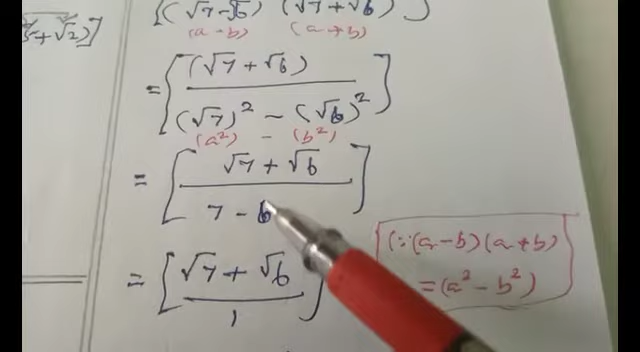 [(√7-√6) (√7+√6)]
(a-b) (a+b)
+√2)]
= [(√7+√6)
(√7)² - (√6)²]
(a²) - (b²)
= [√7+√6
7-6]
(∵(a-b)(a+b)
= (a²-b²)
= [√7+√6
1]